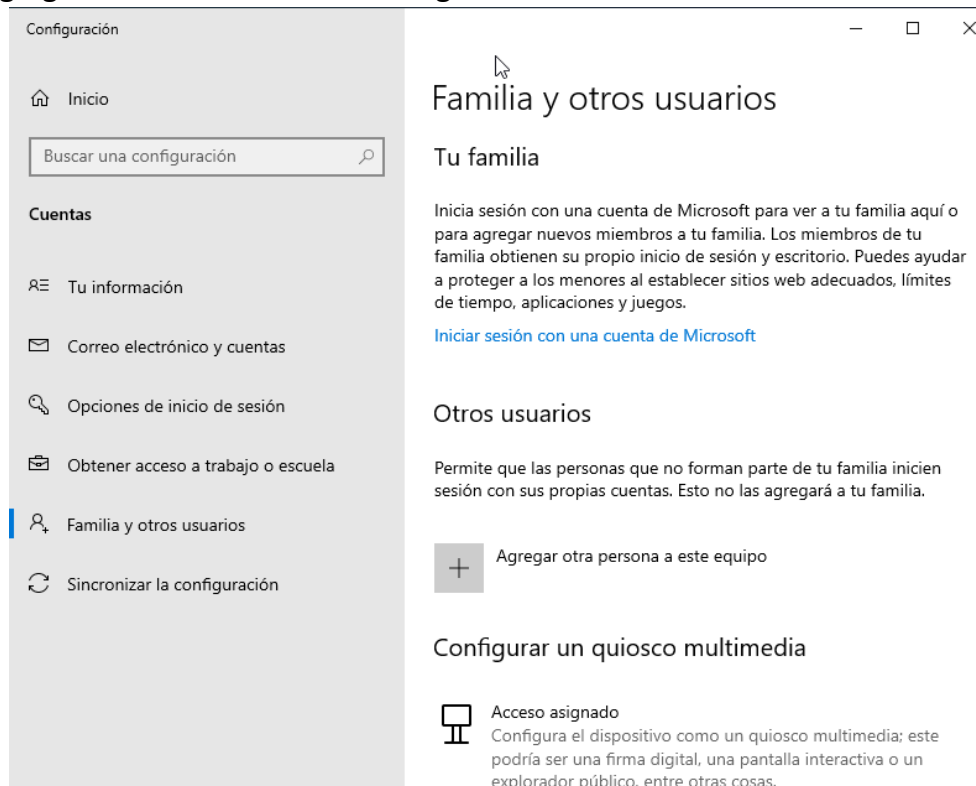 Configuración
Inicio
Buscar una configuración
Cuentas
Tu información
Correo electrónico y cuentas
Opciones de inicio de sesión
Obtener acceso a trabajo o escuela
Familia y otros usuarios
Sincronizar la configuración
Familia y otros usuarios
Tu familia
Inicia sesión con una cuenta de Microsoft para ver a tu familia aquí o
para agregar nuevos miembros a tu familia. Los miembros de tu
familia obtienen su propio inicio de sesión y escritorio. Puedes ayudar
a proteger a los menores al establecer sitios web adecuados, límites
de tiempo, aplicaciones y juegos.
Iniciar sesión con una cuenta de Microsoft
Otros usuarios
Permite que las personas que no forman parte de tu familia inicien
sesión con sus propias cuentas. Esto no las agregará a tu familia.
Agregar otra persona a este equipo
Configurar un quiosco multimedia
Acceso asignado
Configura el dispositivo como un quiosco multimedia; este
podría ser una firma digital, una pantalla interactiva o un
explorador público, entre otras cosas.